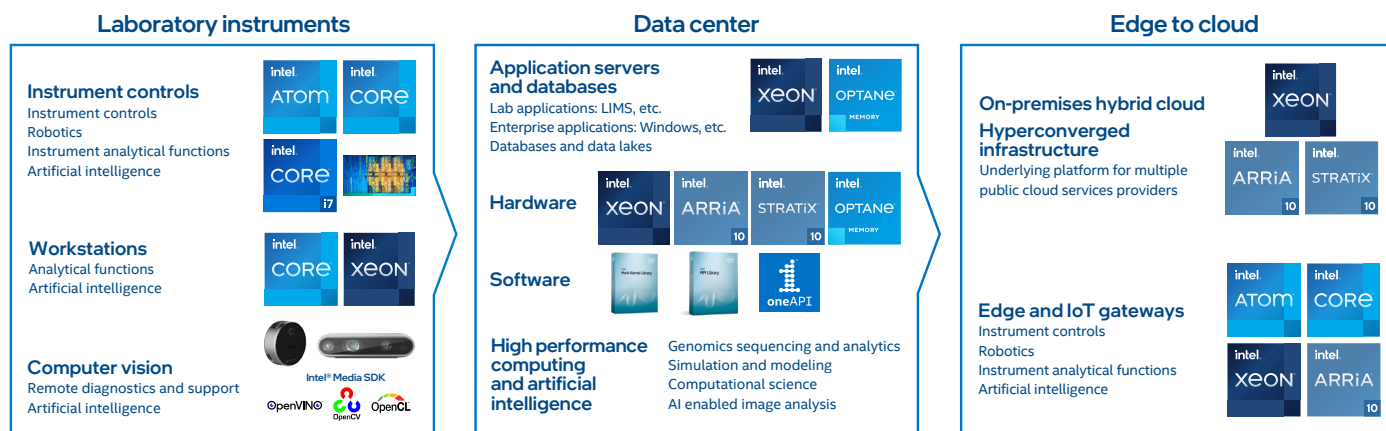 Laboratory instruments
Instrument controls
Instrument controls
Robotics
Instrument analytical functions
Artificial intelligence
intel.
ATOM
intel.
CORE
intel.
CORE
i7
Workstations
Analytical functions
Artificial intelligence
intel.
CORE
intel.
XEON
Computer vision
Remote diagnostics and support
Artificial intelligence
Intel® Media SDK
OpenVINO
OpenCV
OpenCL
Data center
Application servers
and databases
Lab applications: LIMS, etc.
Enterprise applications: Windows, etc.
Databases and data lakes
intel.
XEON
intel.
OPTANE
MEMORY
Hardware
intel.
XEON
intel.
ARRIA
10
intel.
STRATIX
10
intel.
OPTANE
MEMORY
Software
Math Kernel Library
MPI Library
oneAPI
High performance
computing
and artificial
intelligence
Genomics sequencing and analytics
Simulation and modeling
Computational science
AI enabled image analysis
Edge to cloud
On-premises hybrid cloud
Hyperconverged
infrastructure
Underlying platform for multiple
public cloud services providers
intel.
XEON
intel.
ARRIA
10
intel.
STRATIX
10
Edge and IoT gateways
Instrument controls
Robotics
Instrument analytical functions
Artificial intelligence
intel.
ATOM
intel.
CORE
intel.
XEON
intel.
ARRIA
10